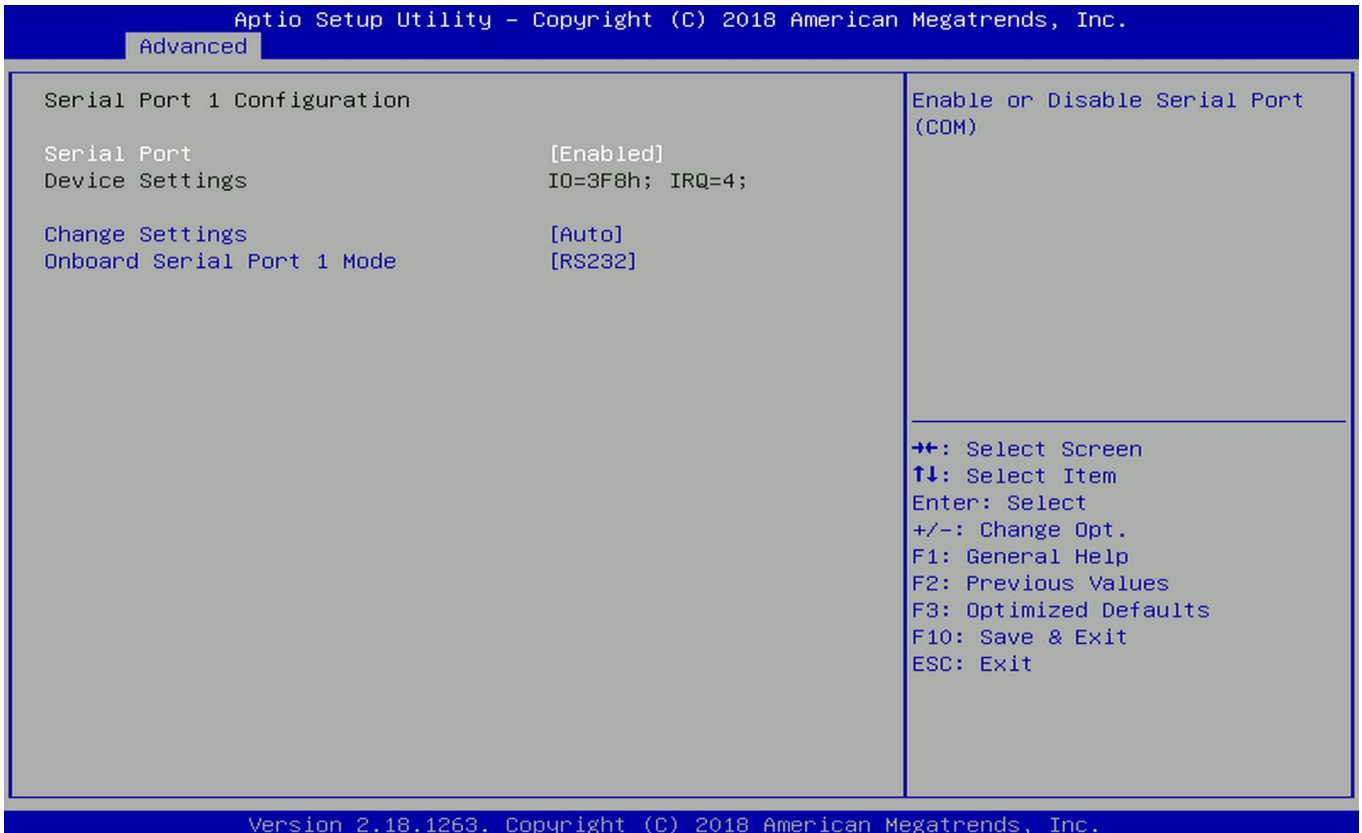 Aptio Setup Utility – Copyright (C) 2018 American Megatrends, Inc.
Advanced
Serial Port 1 Configuration
Serial Port [Enabled]
Device Settings IO=3F8h; IRQ=4;
Change Settings [Auto]
Onboard Serial Port 1 Mode [RS232]
Enable or Disable Serial Port
(COM)
→←: Select Screen
↑↓: Select Item
Enter: Select
+/-: Change Opt.
F1: General Help
F2: Previous Values
F3: Optimized Defaults
F10: Save & Exit
ESC: Exit
Version 2.18.1263. Copyright (C) 2018 American Megatrends, Inc.